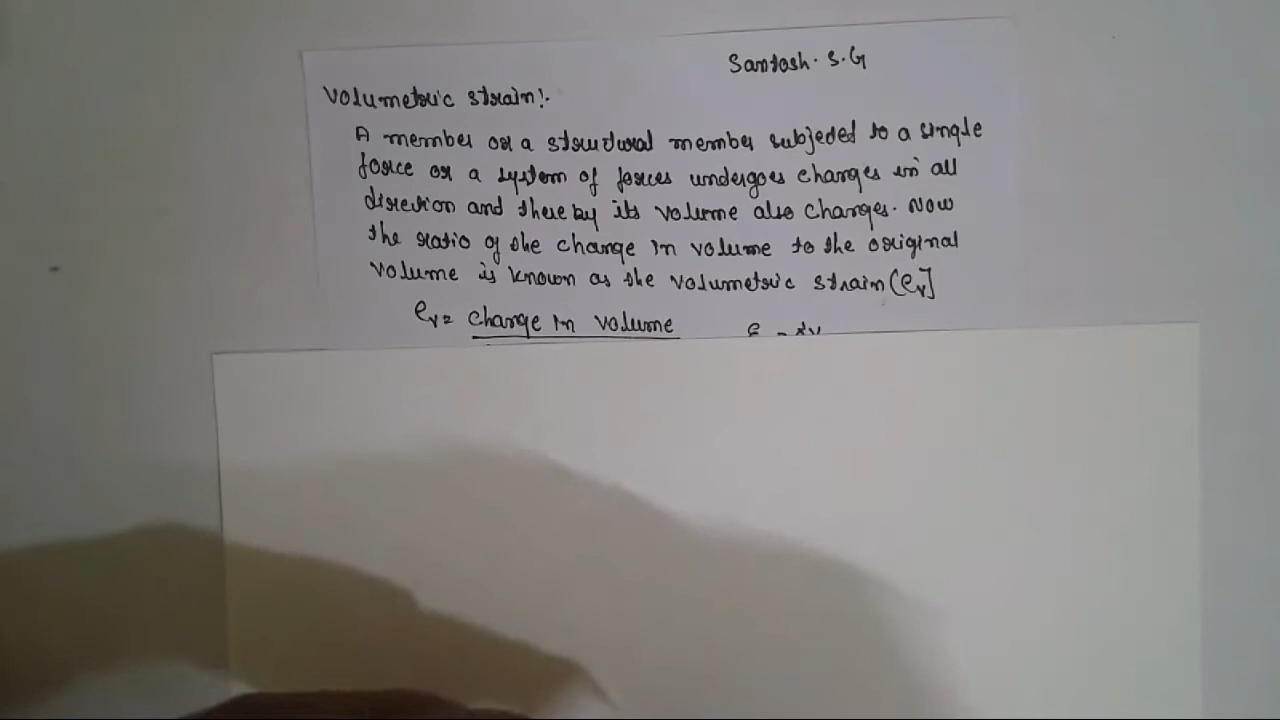 Santosh. S.G
Volumetric strain:-
A member or a structural member subjected to a single
force or a system of forces undergoes changes in all
direction and there by its volume also changes. Now
the ratio of the change in volume to the original
volume is known as the volumetric strain (ev]
ev = change in volume